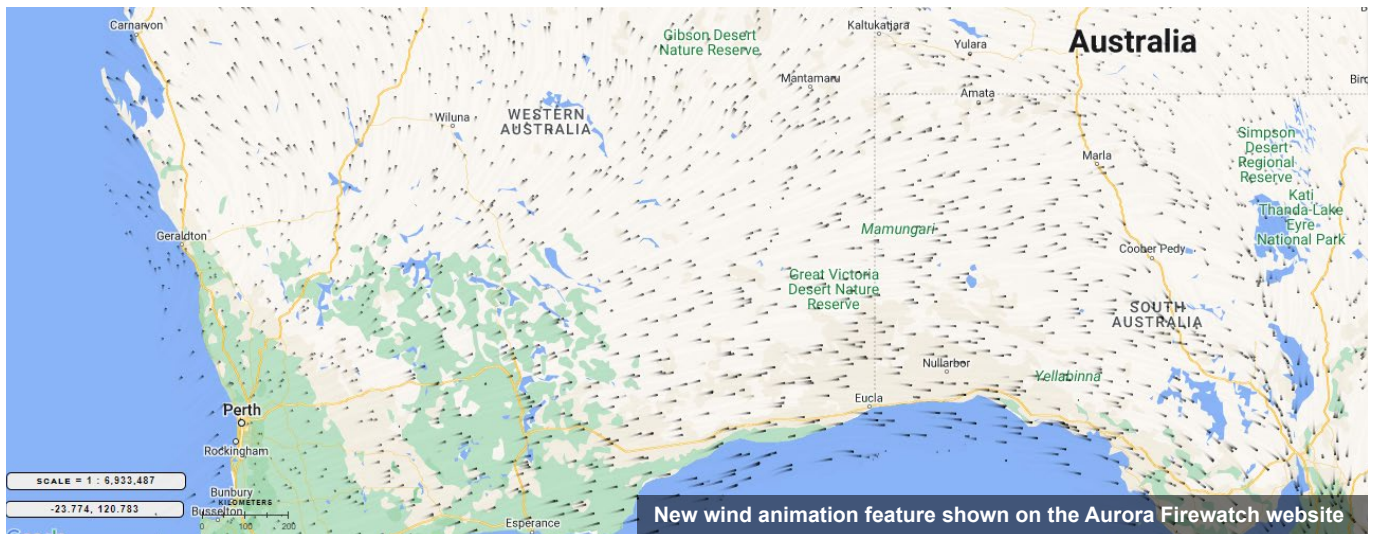 Carnarvon
Gibson Desert
Nature Reserve
Kaltukatjara
Yulara
Australia
Mantamaru
Amata
Wiluna
WESTERN
AUSTRALIA
Simpson
Desert
Regional
Reserve
Marla
Kati
Thanda-Lake
Eyre
National Park
Geraldton
Mamungari
Coober Pedy
Great Victoria
Desert Nature
Reserve
SOUTH
AUSTRALIA
Nullarbor
Yellabinna
Eucla
Perth
Rockingham
SCALE = 1 : 6,933,487
Bunbury
KILOMETERS
-23.774, 120.783
Busselton
0 100 200
Esperance
New wind animation feature shown on the Aurora Firewatch website